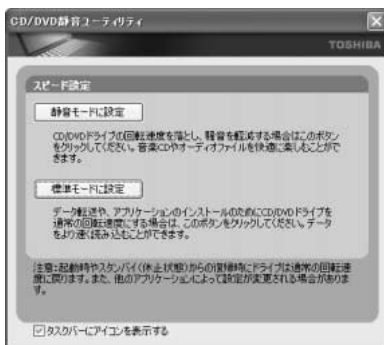 CD/DVD静音ユーティリティ
TOSHIBA
スピード設定
静音モードに設定
CD/DVDドライブの回転速度を落とし、騒音を軽減する場合はこのボタン
をクリックしてください。音楽CDやオーディオファイルを快適に楽しむことがで
きます。
標準モードに設定
データ転送や、アプリケーションのインストールのためにCD/DVDドライブを
通常の回転速度にする場合は、このボタンをクリックしてください。データ
をより速く読み込むことができます。
注意:起動時やスタンバイ(休止状態)からの復帰時にドライブは通常の回転速
度に戻ります。また、他のアプリケーションによって設定が変更される場合がありま
す。
タスクバーにアイコンを表示する